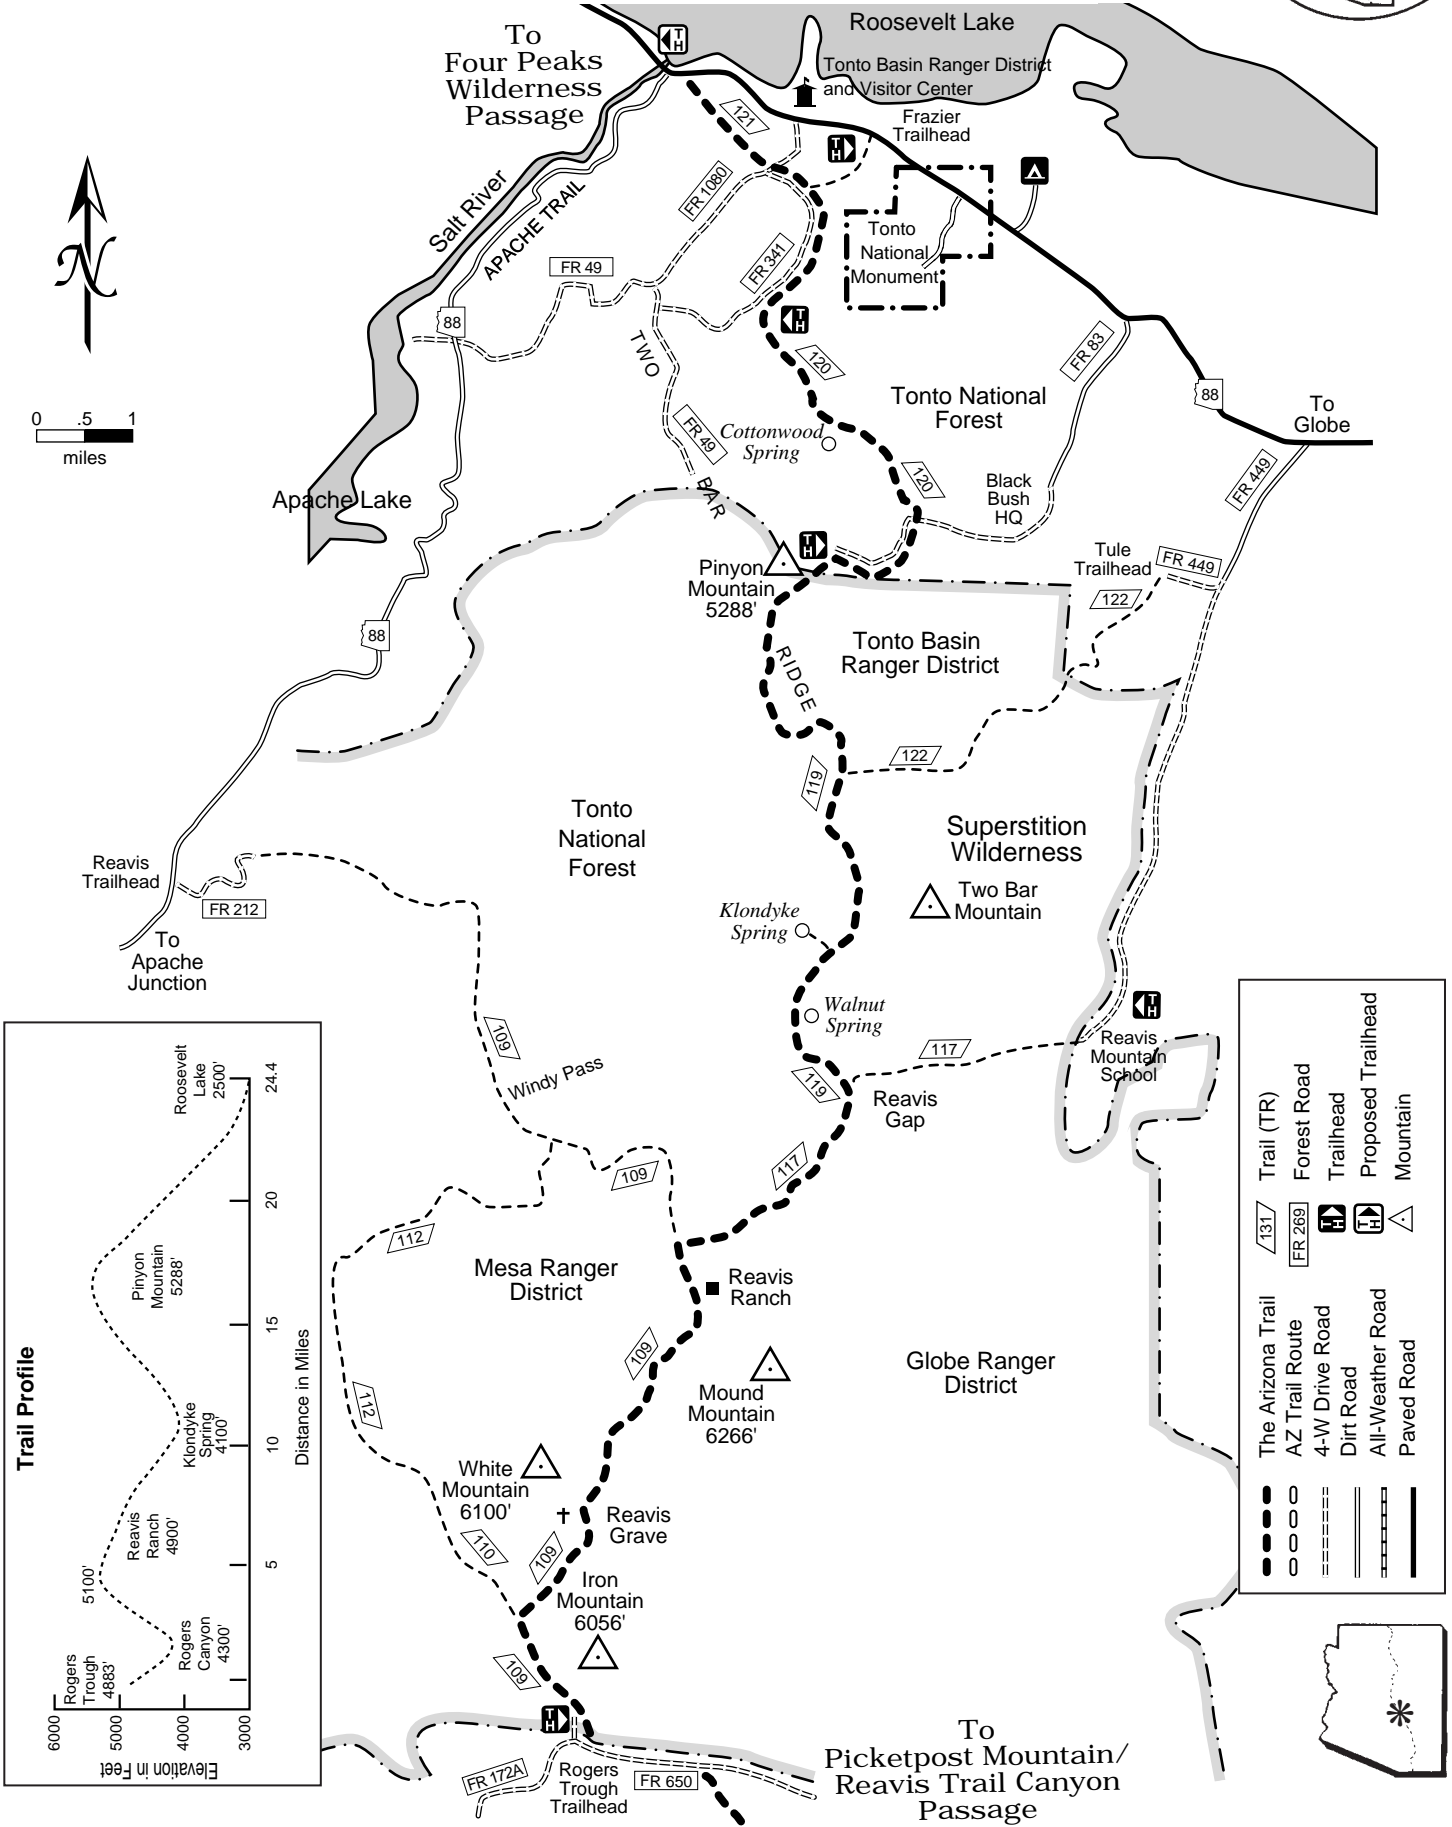 Roosevelt Lake
To
Four Peaks
Wilderness
Passage
TH
Tonto Basin Ranger District
and Visitor Center
121
Frazier
Trailhead
TH
FR 1080
Salt River
APACHE TRAIL
Tonto
National
Monument
FR 341
FR 49
N
88
TH
TWO
120
FR 83
0 .5 1
miles
Tonto National
Forest
88
To
Globe
FR 49
Cottonwood
Spring
120
FR 449
Black
Bush
HQ
BAR
Apache Lake
TH
Tule
Trailhead
FR 449
Pinyon
Mountain
5288'
122
88
Tonto Basin
Ranger District
RIDGE
122
119
Tonto
National
Forest
Superstition
Wilderness
Reavis
Trailhead
FR 212
Two Bar
Mountain
Klondyke
Spring
To
Apache
Junction
Walnut
Spring
TH
109
Reavis
Mountain
School
117
Windy Pass
119
Reavis
Gap
109
117
112
Mesa Ranger
District
Reavis
Ranch
109
Globe Ranger
District
Mound
Mountain
6266'
112
White
Mountain
6100'
Reavis
Grave
110
109
Iron
Mountain
6056'
109
TH
To
Picketpost Mountain/
Reavis Trail Canyon
Passage
FR 172A
Rogers
Trough
Trailhead
FR 650
Trail Profile
Rogers
Trough
4883'
Rogers
Canyon
4300'
5100'
Reavis
Ranch
4900'
Klondyke
Spring
4100'
Pinyon
Mountain
5288'
Roosevelt
Lake
2500'
6000
5000
4000
3000
Elevation in Feet
5
10
15
20
24.4
Distance in Miles
The Arizona Trail
AZ Trail Route
4-W Drive Road
Dirt Road
All-Weather Road
Paved Road
131 Trail (TR)
FR 269 Forest Road
TH Trailhead
TH Proposed Trailhead
Mountain